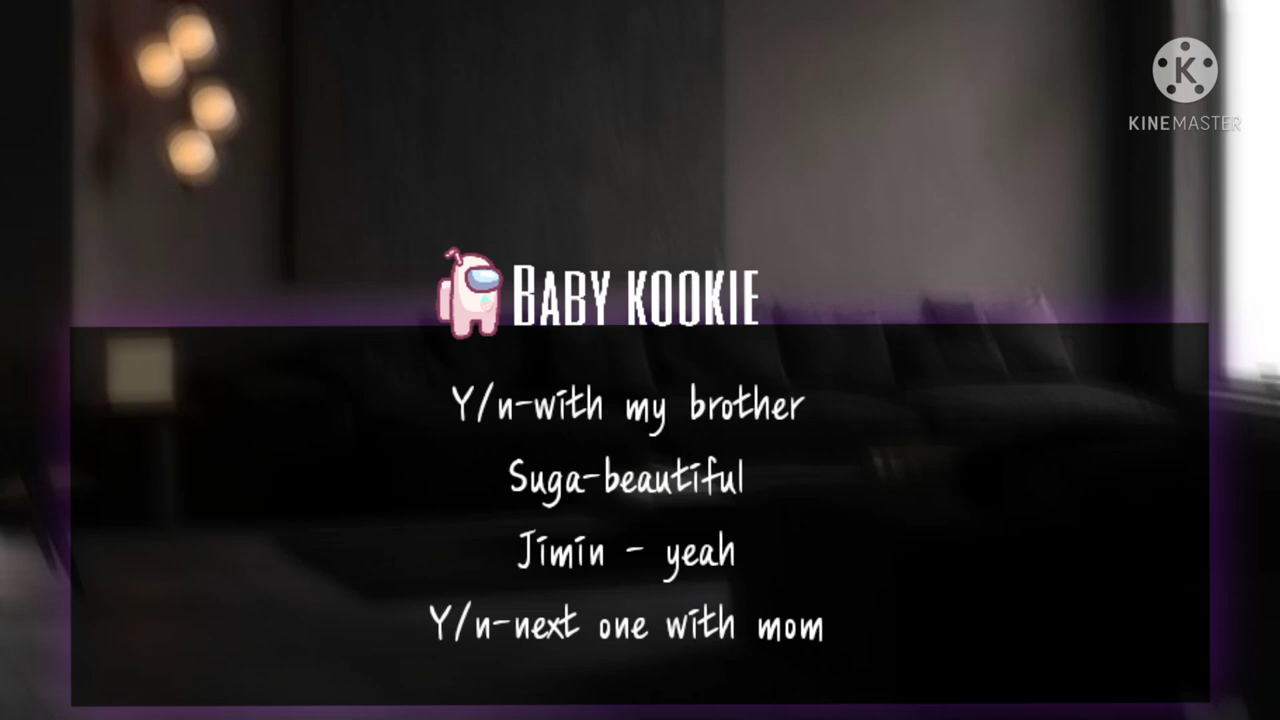 KINEMASTER
BABY KOOKIE
Y/n-with my brother
Suga-beautiful
Jimin - yeah
Y/n-next one with mom